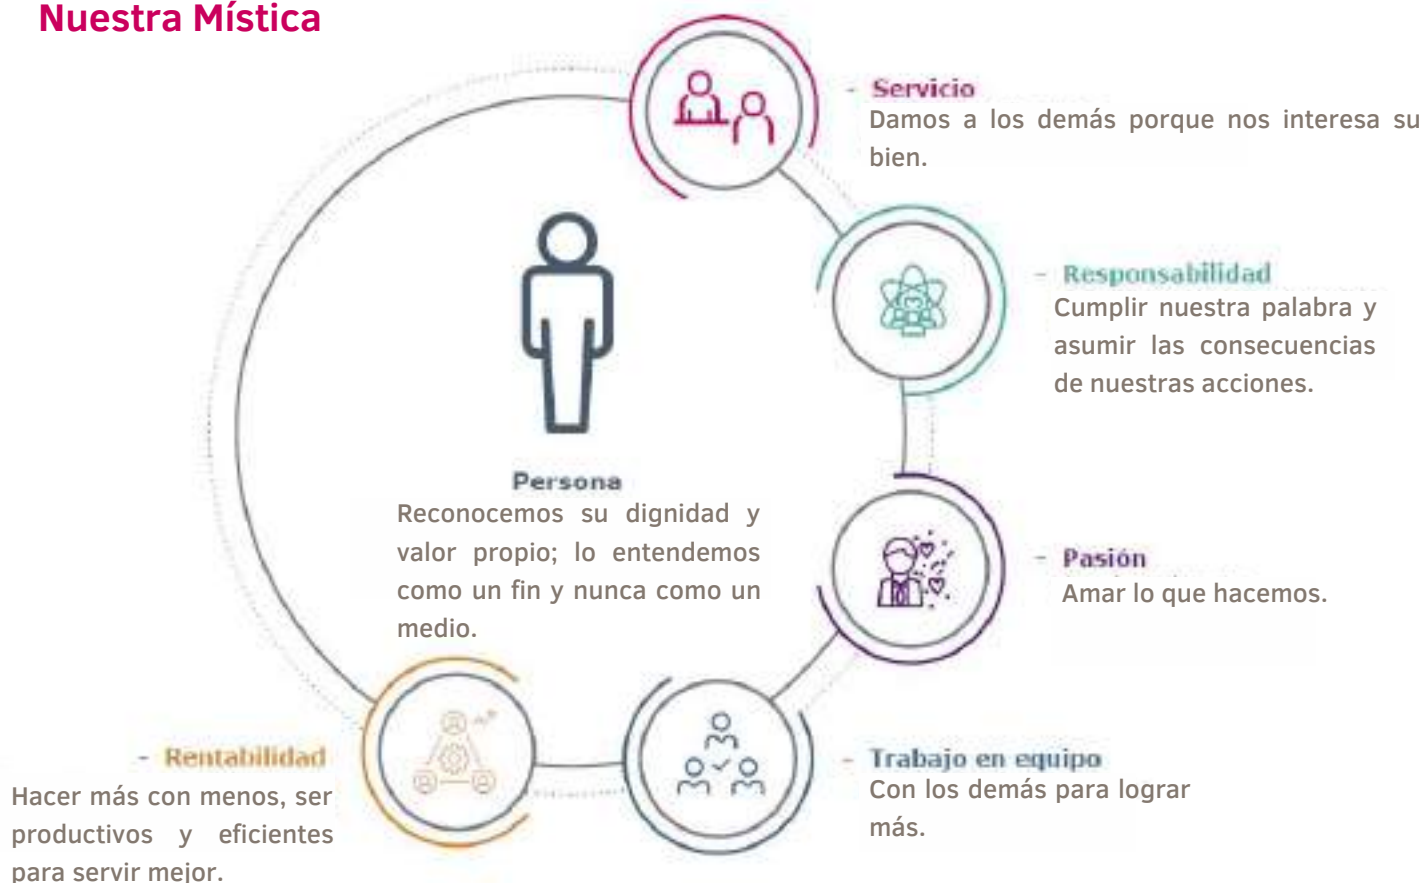 Nuestra Mística
- Servicio
Damos a los demás porque nos interesa su
bien.
- Responsabilidad
Cumplir nuestra palabra y
asumir las consecuencias
de nuestras acciones.
Persona
Reconocemos su dignidad y
valor propio; lo entendemos
como un fin y nunca como un
medio.
- Pasión
Amar lo que hacemos.
- Rentabilidad
Hacer más con menos, ser
productivos y eficientes
para servir mejor.
- Trabajo en equipo
Con los demás para lograr
más.